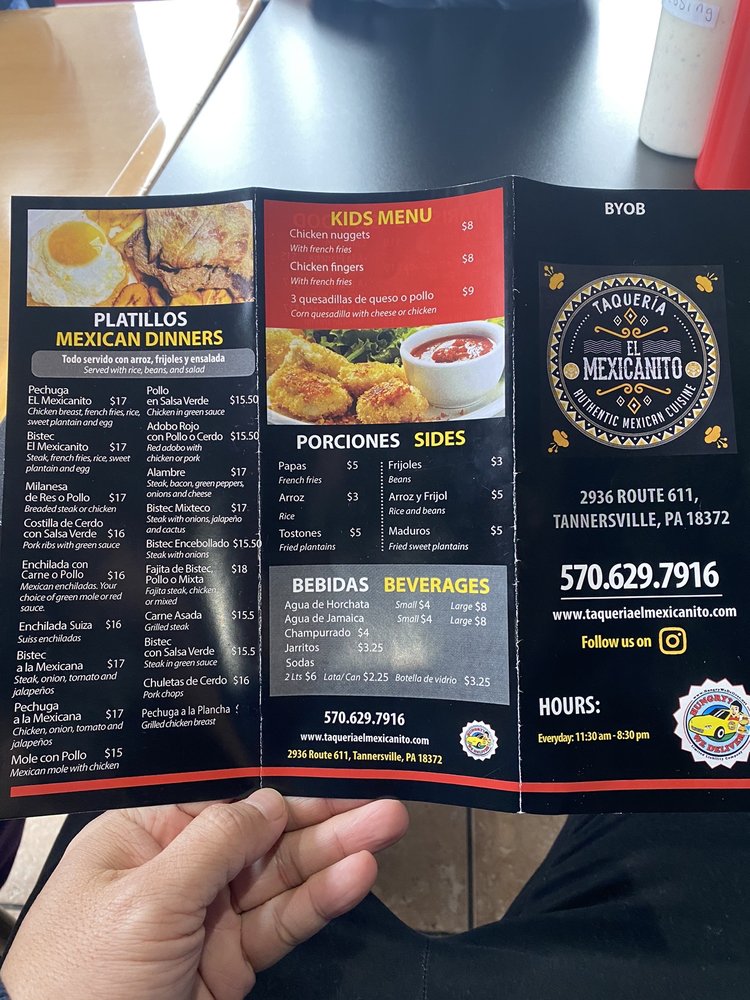 ssing
PLATILLOS
MEXICAN DINNERS
Todo servido con arroz, frijoles y ensalada
Served with rice, beans, and salad
Pechuga
EL Mexicanito $17
Chicken breast, french fries, rice,
sweet plantain and egg
Bistec
El Mexicanito $17
Steak, french fries, rice, sweet
plantain and egg
Milanesa
de Res o Pollo $17
Breaded steak or chicken
Costilla de Cerdo
con Salsa Verde $16
Pork ribs with green sauce
Enchilada con
Carne o Pollo $16
Mexican enchiladas. Your
choice of green mole or red
sauce.
Enchilada Suiza $16
Suiss enchiladas
Bistec
a la Mexicana $17
Steak, onion, tomato and
jalapeños
Pechuga
a la Mexicana $17
Chicken, onion, tomato and
jalapeños
Mole con Pollo $15
Mexican mole with chicken
Pollo
en Salsa Verde $15.50
Chicken in green sauce
Adobo Rojo
con Pollo o Cerdo $15.50
Red adobo with
chicken or pork
Alambre $17
Steak, bacon, green peppers,
onions and cheese
Bistec Mixteco $17
Steak with onions, jalapeño
and cactus
Bistec Encebollado $15.50
Steak with onions
Fajita de Bistec, $18
Pollo o Mixta
Fajita steak, chicken
or mixed
Carne Asada $15.5
Grilled steak
Bistec
con Salsa Verde $15.5
Steak in green sauce
Chuletas de Cerdo $16
Pork chops
Pechuga a la Plancha $
Grilled chicken breast
KIDS MENU
Chicken nuggets $8
With french fries
Chicken fingers $8
With french fries
3 quesadillas de queso o pollo $9
Corn quesadilla with cheese or chicken
PORCIONES SIDES
Papas $5
French fries
Arroz $3
Rice
Tostones $5
Fried plantains
Frijoles $3
Beans
Arroz y Frijol $5
Rice and beans
Maduros $5
Fried sweet plantains
BEBIDAS BEVERAGES
Agua de Horchata Small $4 Large $8
Agua de Jamaica Small $4 Large $8
Champurrado $4
Jarritos $3.25
Sodas
2 Lts $6 Lata/Can $2.25 Botella de vidrio $3.25
570.629.7916
www.taqueriaelmexicanito.com
2936 Route 611, Tannersville, PA 18372
BYOB
TAQUERÍA
EL
MEXICANITO
AUTHENTIC MEXICAN CUISINE
2936 ROUTE 611,
TANNERSVILLE, PA 18372
570.629.7916
www.taqueriaelmexicanito.com
Follow us on
HOURS:
Everyday: 11:30 am - 8:30 pm
HUNGRY?
WE DELIVER